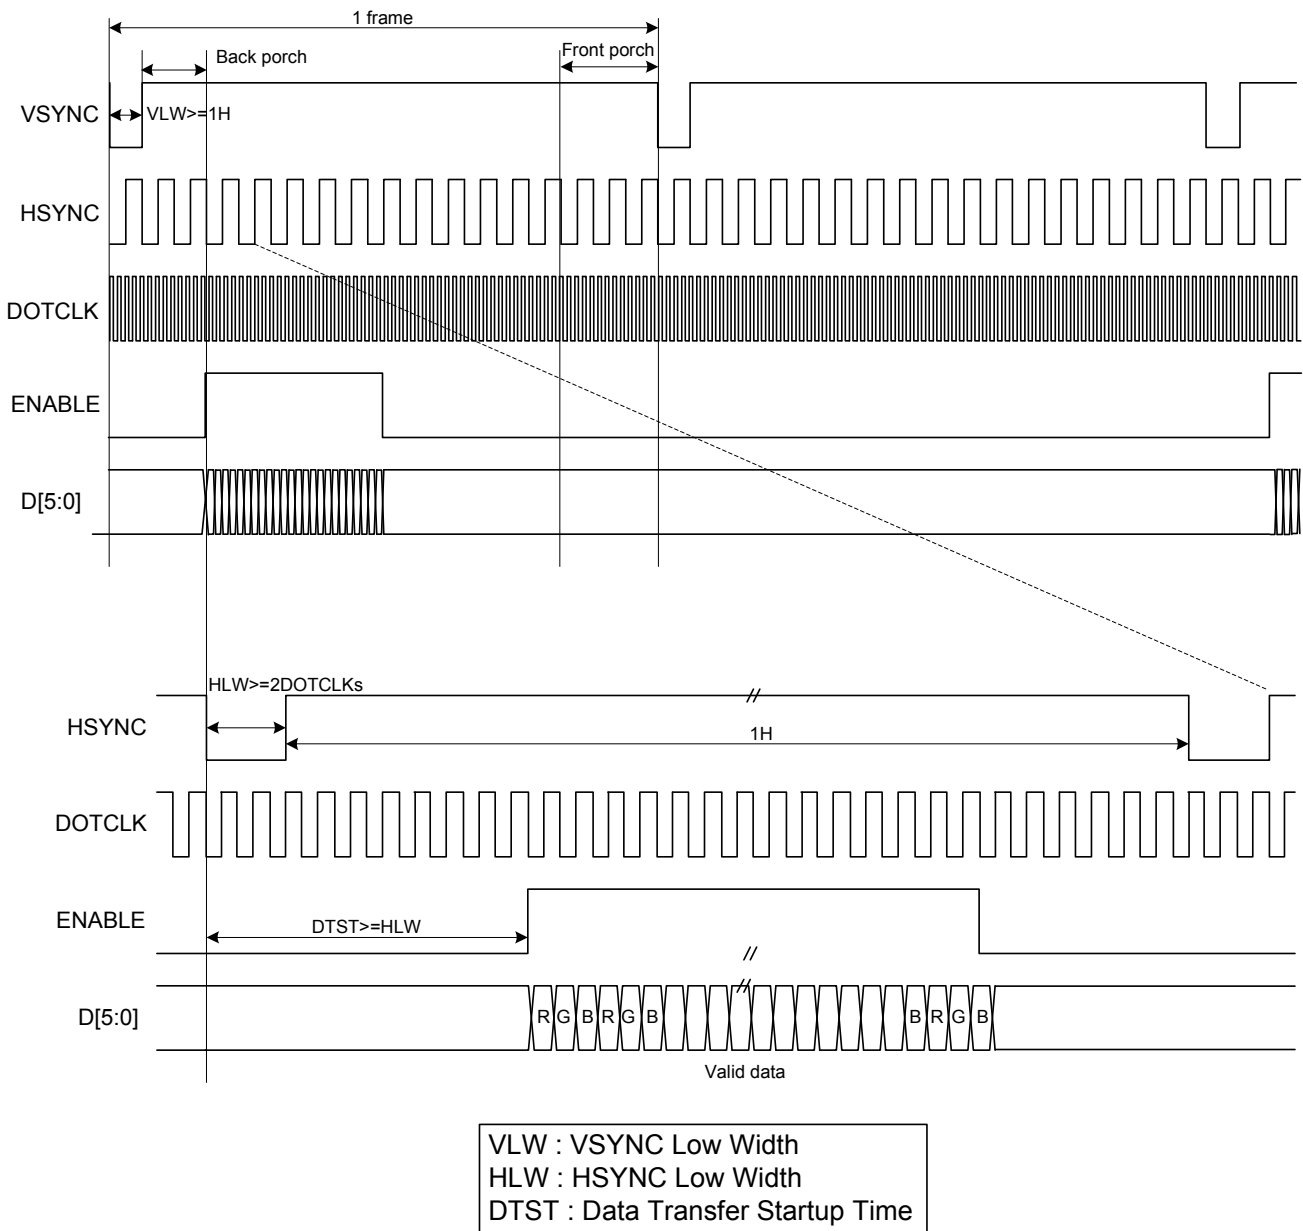 1 frame
Back porch
Front porch
VSYNC
VLW>=1H
HSYNC
DOTCLK
ENABLE
D[5:0]
HLW>=2DOTCLKs
HSYNC
1H
DOTCLK
ENABLE
DTST>=HLW
D[5:0]
R G B R G B B R G B
Valid data
VLW : VSYNC Low Width
HLW : HSYNC Low Width
DTST : Data Transfer Startup Time